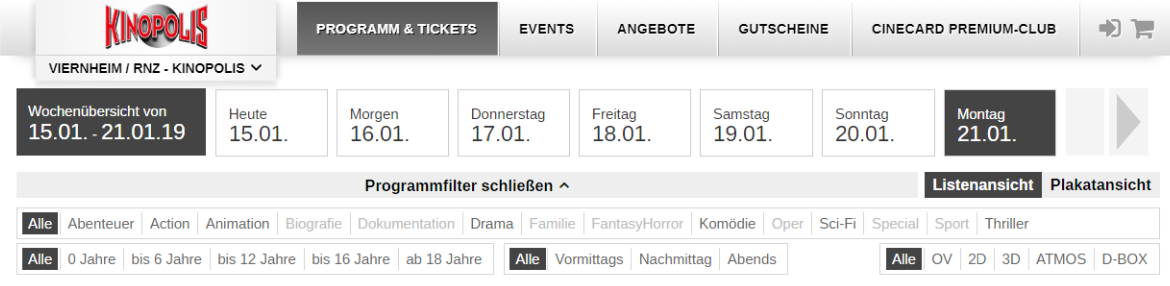 KINOPOLIS
PROGRAMM & TICKETS EVENTS ANGEBOTE GUTSCHEINE CINECARD PREMIUM-CLUB
VIERNHEIM / RNZ - KINOPOLIS
Wochenübersicht von
15.01. - 21.01.19
Heute
15.01.
Morgen
16.01.
Donnerstag
17.01.
Freitag
18.01.
Samstag
19.01.
Sonntag
20.01.
Montag
21.01.
Programmfilter schließen
Listenansicht Plakatansicht
Alle Abenteuer Action Animation Biografie Dokumentation Drama Familie FantasyHorror Komödie Oper Sci-Fi Special Sport Thriller
Alle 0 Jahre bis 6 Jahre bis 12 Jahre bis 16 Jahre ab 18 Jahre
Alle Vormittags Nachmittag Abends
Alle OV 2D 3D ATMOS D-BOX